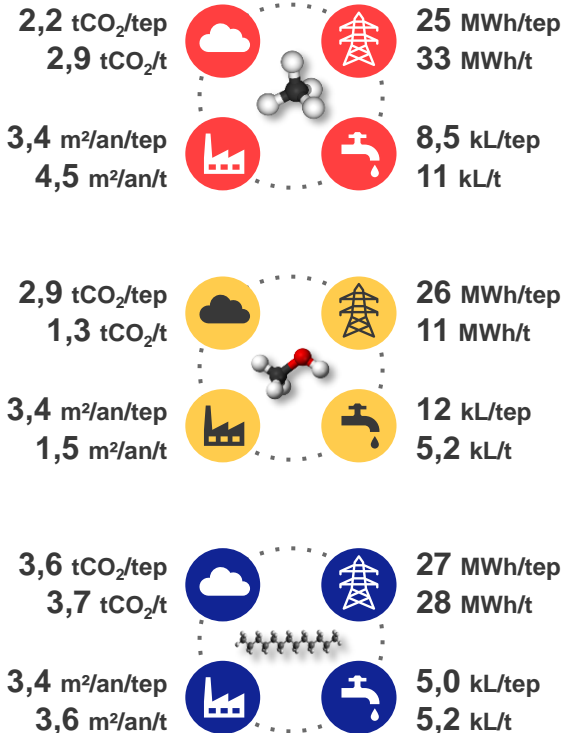 2,2 tCO₂/tep
2,9 tCO₂/t
25 MWh/tep
33 MWh/t
3,4 m²/an/tep
4,5 m²/an/t
8,5 kL/tep
11 kL/t
2,9 tCO₂/tep
1,3 tCO₂/t
26 MWh/tep
11 MWh/t
3,4 m²/an/tep
1,5 m²/an/t
12 kL/tep
5,2 kL/t
3,6 tCO₂/tep
3,7 tCO₂/t
27 MWh/tep
28 MWh/t
3,4 m²/an/tep
3,6 m²/an/t
5,0 kL/tep
5,2 kL/t